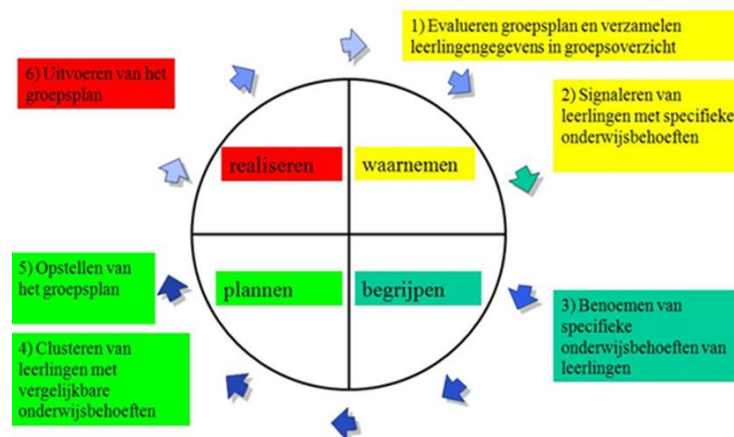 1) Evalueren groepsplan en verzamelen
leerlingengegevens in groepsoverzicht
6) Uitvoeren van het
groepsplan
2) Signaleren van
leerlingen met specifieke
onderwijsbehoeften
realiseren
waarnemen
5) Opstellen van
het groepsplan
plannen
begrijpen
3) Benoemen van
specifieke
onderwijsbehoeften van
leerlingen
4) Clusteren van
leerlingen met
vergelijkbare
onderwijsbehoeften